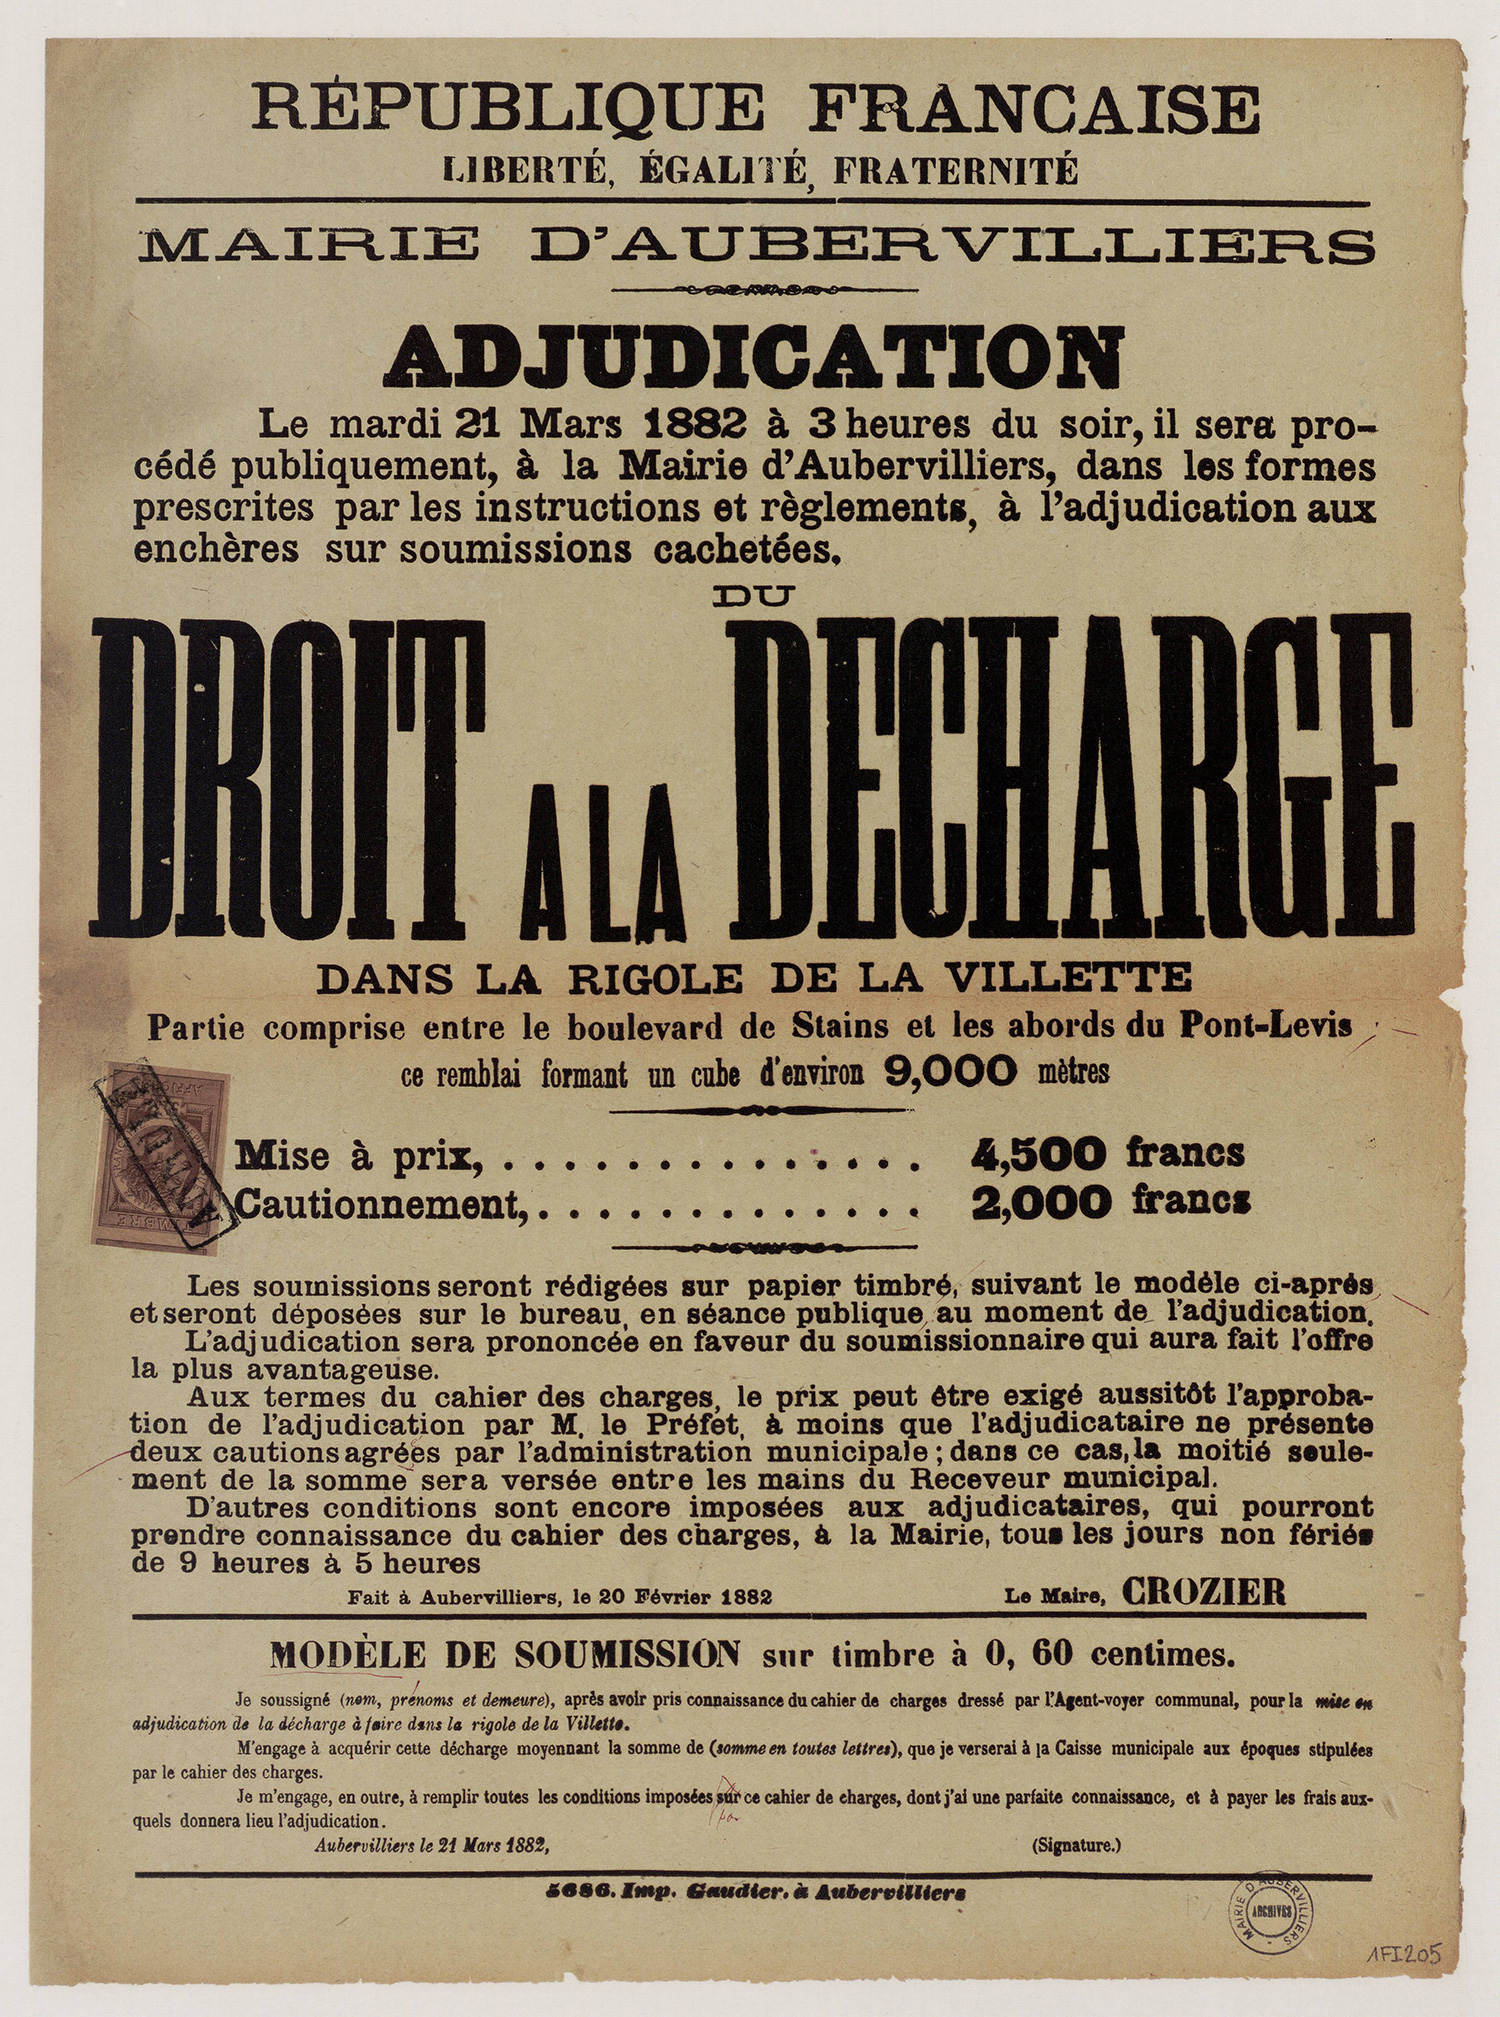 RÉPUBLIQUE FRANCAISE
LIBERTÉ, ÉGALITÉ, FRATERNITÉ
MAIRIE D'AUBERVILLIERS
ADJUDICATION
Le mardi 21 Mars 1882 à 3 heures du soir, il sera pro-
cédé publiquement, à la Mairie d'Aubervilliers, dans les formes
prescrites par les instructions et règlements, à l'adjudication aux
enchères sur soumissions cachetées.
DU
DROIT A LA DECHARGE
DANS LA RIGOLE DE LA VILLETTE
Partie comprise entre le boulevard de Stains et les abords du Pont-Levis
ce remblai formant un cube d'environ 9,000 mètres
Mise à prix, . . . . . . . . . . . . . . . 4,500 francs
Cautionnement, . . . . . . . . . . . . . . 2,000 francs
Les soumissions seront rédigées sur papier timbré, suivant le modèle ci-aprés
et seront déposées sur le bureau, en séance publique, au moment de l'adjudication.
L'adjudication sera prononcée en faveur du soumissionnaire qui aura fait l'offre
la plus avantageuse.
Aux termes du cahier des charges, le prix peut être exigé aussitôt l'approba-
tion de l'adjudication par M. le Préfet, à moins que l'adjudicataire ne présente
deux cautions agréés par l'administration municipale ; dans ce cas, la moitié seule-
ment de la somme sera versée entre les mains du Receveur municipal.
D'autres conditions sont encore imposées aux adjudicataires, qui pourront
prendre connaissance du cahier des charges, à la Mairie, tous les jours non fériés
de 9 heures à 5 heures
Fait à Aubervilliers, le 20 Février 1882 Le Maire, CROZIER
MODÈLE DE SOUMISSION sur timbre à 0, 60 centimes.
Je soussigné (nom, prénoms et demeure), après avoir pris connaissance du cahier de charges dressé par l'Agent-voyer communal, pour la mise en
adjudication de la décharge à faire dans la rigole de la Villette.
M'engage à acquérir cette décharge moyennant la somme de (somme en toutes lettres), que je verserai à la Caisse municipale aux époques stipulées
par le cahier des charges.
Je m'engage, en outre, à remplir toutes les conditions imposées sur ce cahier de charges, dont j'ai une parfaite connaissance, et à payer les frais aux-
quels donnera lieu l'adjudication.
Aubervilliers le 21 Mars 1882, (Signature.)
5686. Imp. Gaudier. à Aubervilliers
MAIRIE D'AUBERVILLIERS
ARCHIVES
1FI205